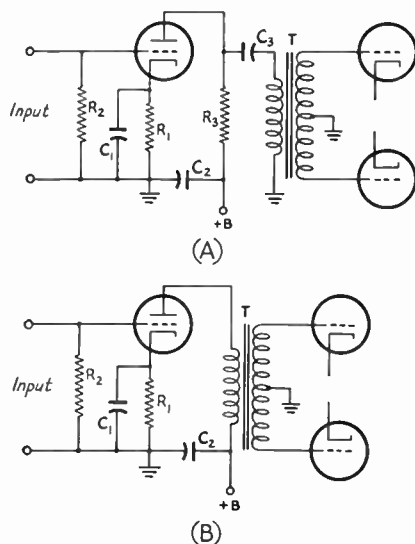 C₃ T
Input R₂ R₁ R₃
C₁ C₂
+B
(A)
T
Input R₂ R₁
C₁ C₂
+B
(B)